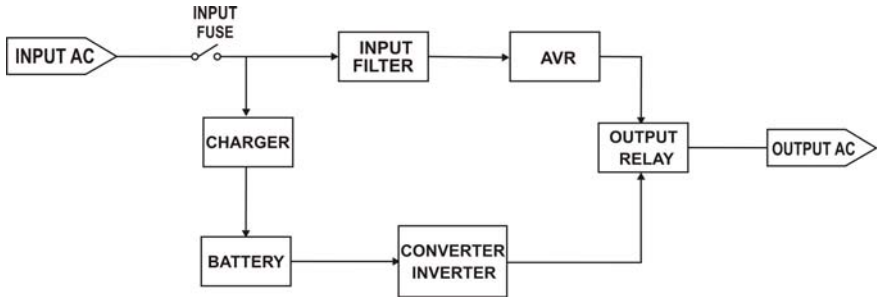 INPUT
FUSE
INPUT AC
INPUT
FILTER
AVR
CHARGER
OUTPUT
RELAY
OUTPUT AC
BATTERY
CONVERTER
INVERTER